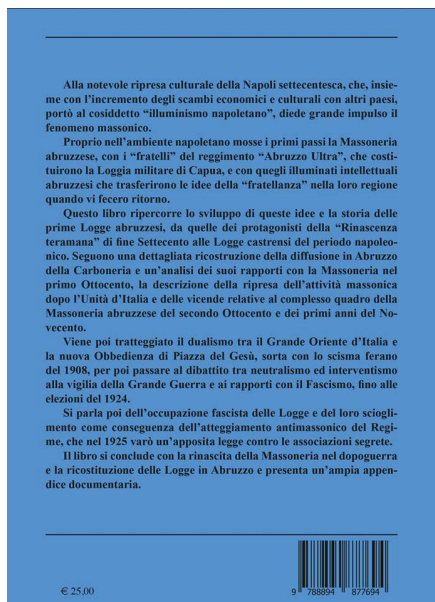 Alla notevole ripresa culturale della Napoli settecentesca, che, insie-
me con l'incremento degli scambi economici e culturali con altri paesi,
portò al cosiddetto “illuminismo napoletano”, diede grande impulso il
fenomeno massonico.
Proprio nell'ambiente napoletano mosse i primi passi la Massoneria
abruzzese, con i “fratelli” del reggimento “Abruzzo Ultra”, che costi-
tuirono la Loggia militare di Capua, e con quegli illuminati intellettuali
abruzzesi che trasferirono le idee della “fratellanza” nella loro regione
quando vi fecero ritorno.
Questo libro ripercorre lo sviluppo di queste idee e la storia delle
prime Logge abruzzesi, da quelle dei protagonisti della “Rinascenza
teramana” di fine Settecento alle Logge castrensi del periodo napoleo-
nico. Seguono una dettagliata ricostruzione della diffusione in Abruzzo
della Carboneria e un'analisi dei suoi rapporti con la Massoneria nel
primo Ottocento, la descrizione della ripresa dell'attività massonica
dopo l'Unità d'Italia e delle vicende relative al complesso quadro della
Massoneria abruzzese del secondo Ottocento e dei primi anni del No-
vecento.
Viene poi tratteggiato il dualismo tra il Grande Oriente d'Italia e
la nuova Obbedienza di Piazza del Gesù, sorta con lo scisma ferano
del 1908, per poi passare al dibattito tra neutralismo ed interventismo
alla vigilia della Grande Guerra e ai rapporti con il Fascismo, fino alle
elezioni del 1924.
Si parla poi dell'occupazione fascista delle Logge e del loro sciogli-
mento come conseguenza dell'atteggiamento antimassonico del Regi-
me, che nel 1925 varò un'apposita legge contro le associazioni segrete.
Il libro si conclude con la rinascita della Massoneria nel dopoguerra
e la ricostituzione delle Logge in Abruzzo e presenta un'ampia appen-
dice documentaria.
€ 25,00
9 788894 877694